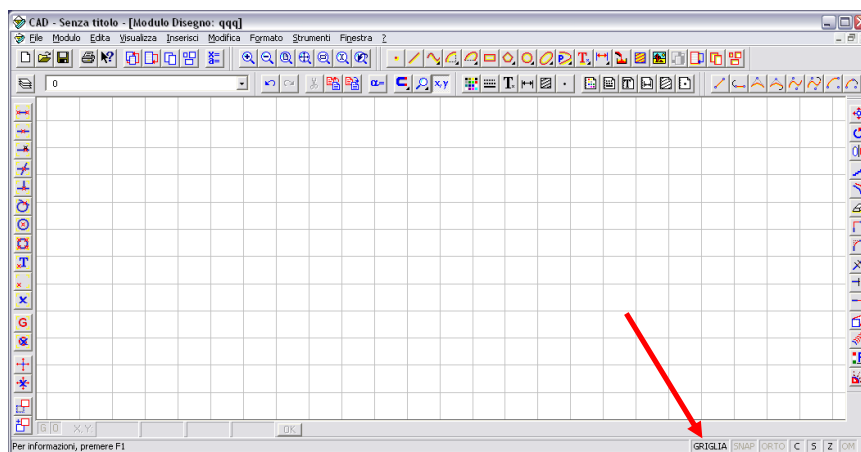 CAD - Senza titolo - [Modulo Disegno: qqq]
File Modulo Edita Visualizza Inserisci Modifica Formato Strumenti Finestra ?
0 α= x,y T.
T
G
G 0 X,Y: OK
Per informazioni, premere F1 GRIGLIA SNAP ORTO C S Z OM